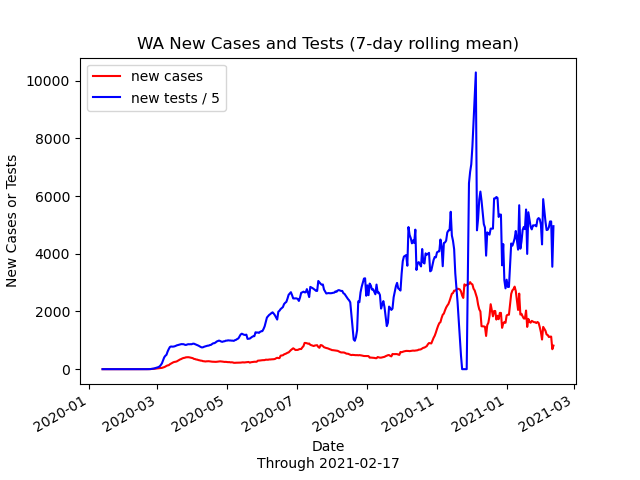 WA New Cases and Tests (7-day rolling mean)
new cases
new tests / 5
New Cases or Tests
10000
8000
6000
4000
2000
0
2020-01
2020-03
2020-05
2020-07
2020-09
2020-11
2021-01
2021-03
Date
Through 2021-02-17